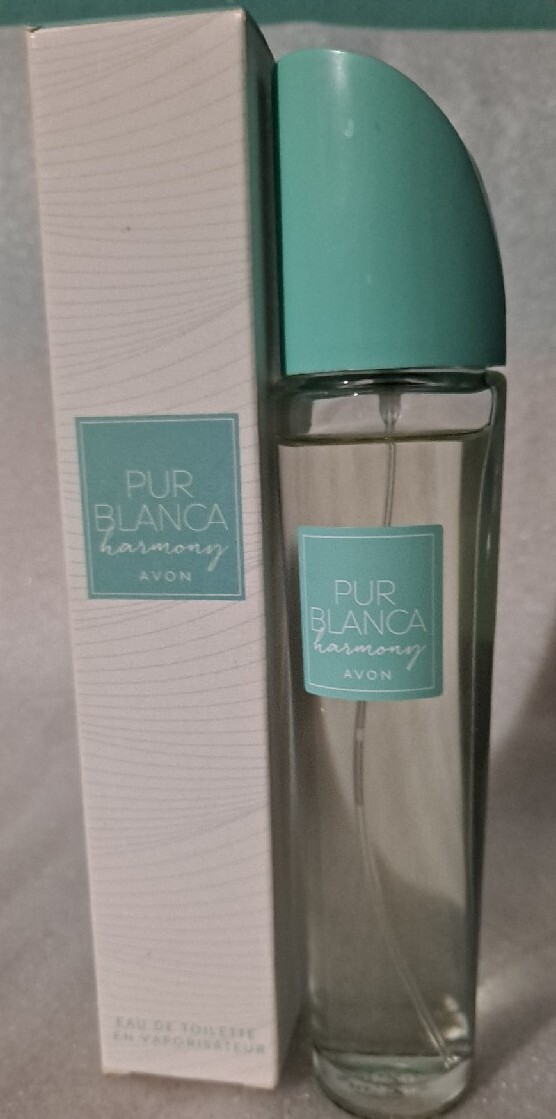 PUR
BLANCA
harmony
AVON
EAU DE TOILETTE
EN VAPORISATEUR
PUR
BLANCA
harmony
AVON